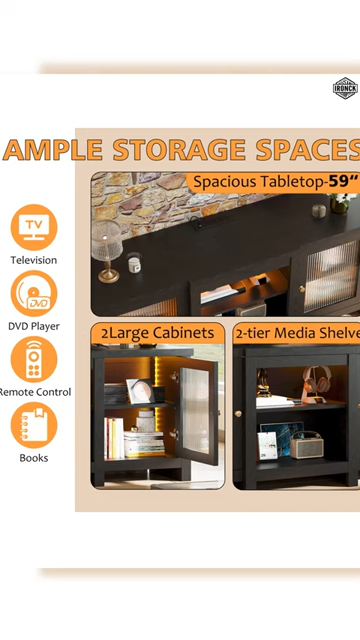 IRONCK
AMPLE STORAGE SPACES
Spacious Tabletop-59"
TV
Television
DVD
DVD Player
Remote Control
Books
2Large Cabinets
2-tier Media Shelve